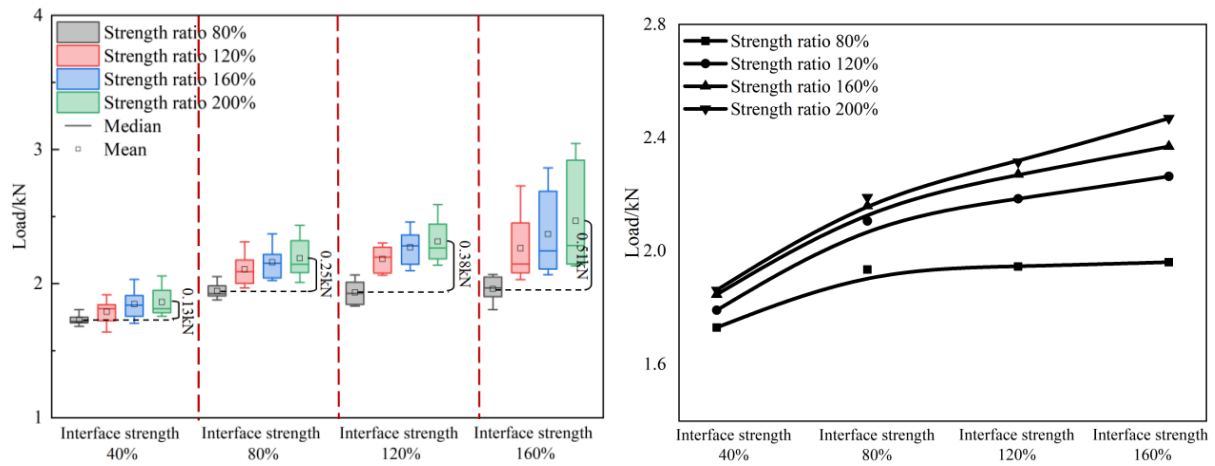 4
3
2
1
Load/kN
Strength ratio 80%
Strength ratio 120%
Strength ratio 160%
Strength ratio 200%
Median
Mean
0.13kN
0.25kN
0.38kN
0.51kN
Interface strength
40%
Interface strength
80%
Interface strength
120%
Interface strength
160%
2.8
2.4
2.0
1.6
Load/kN
Strength ratio 80%
Strength ratio 120%
Strength ratio 160%
Strength ratio 200%
Interface strength
40%
Interface strength
80%
Interface strength
120%
Interface strength
160%